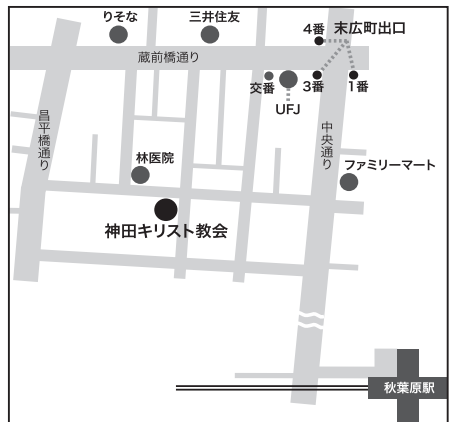 りそな
三井住友
4番
末広町出口
蔵前橋通り
交番
3番
1番
UFJ
昌平橋通り
中央通り
林医院
ファミリーマート
神田キリスト教会
秋葉原駅